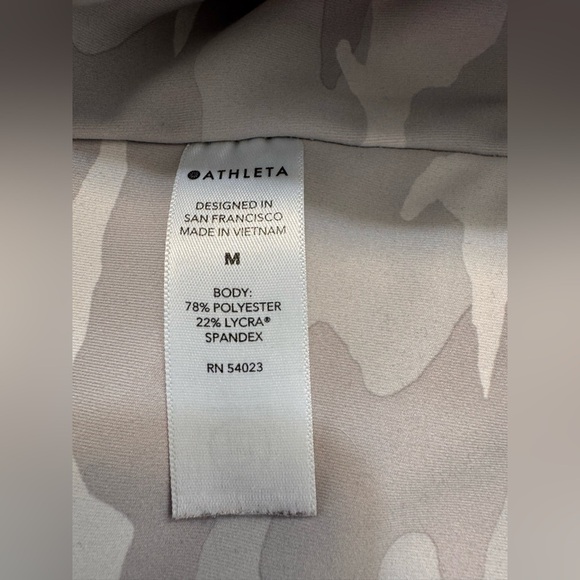 ATHLETA
DESIGNED IN
SAN FRANCISCO
MADE IN VIETNAM
M
BODY:
78% POLYESTER
22% LYCRA®
SPANDEX
RN 54023